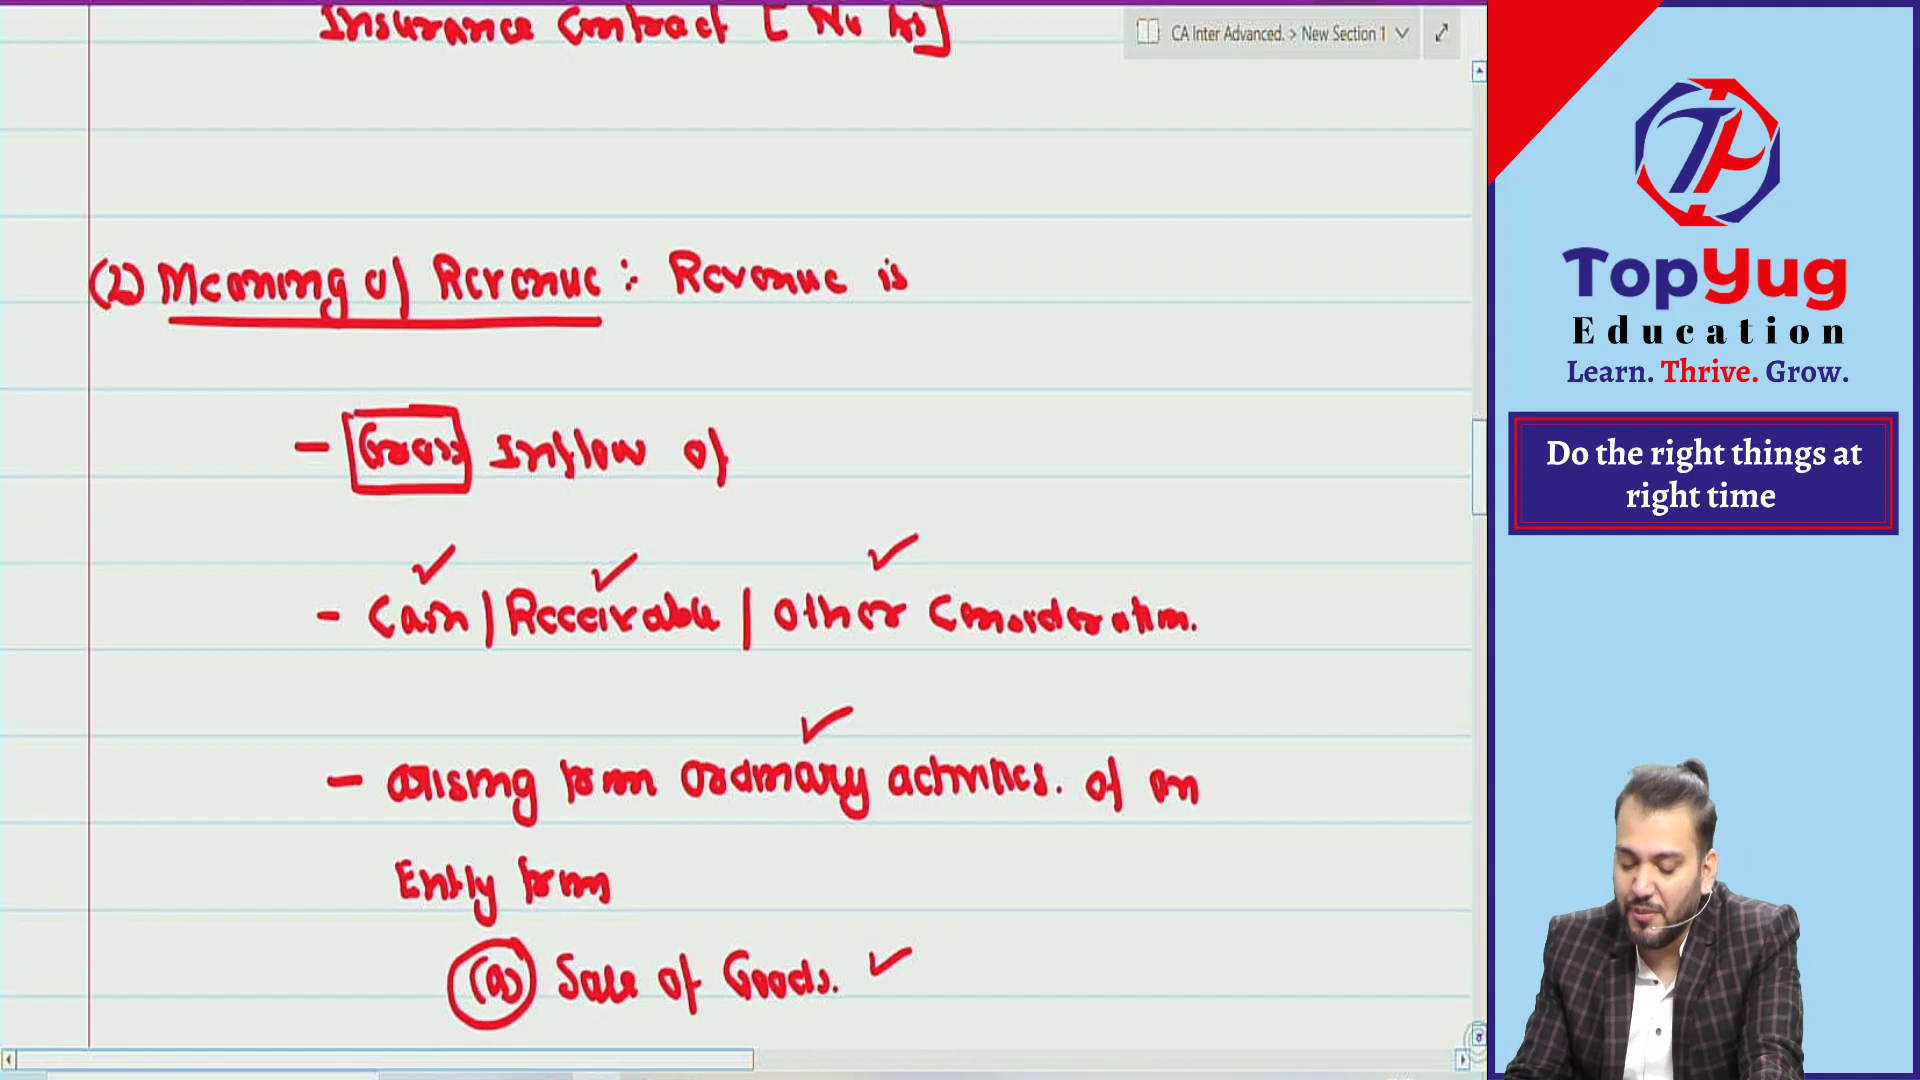 Insurance Contract [ No As]
CA Inter Advanced. > New Section 1
(2) Meaning of Revenue :- Revenue is
- Gross Inflow of
- Cash | Receivable | Other Consideration.
- arising from ordinary activities. of an
Entity from
(a) Sale of Goods.
TopYug
Education
Learn. Thrive. Grow.
Do the right things at
right time